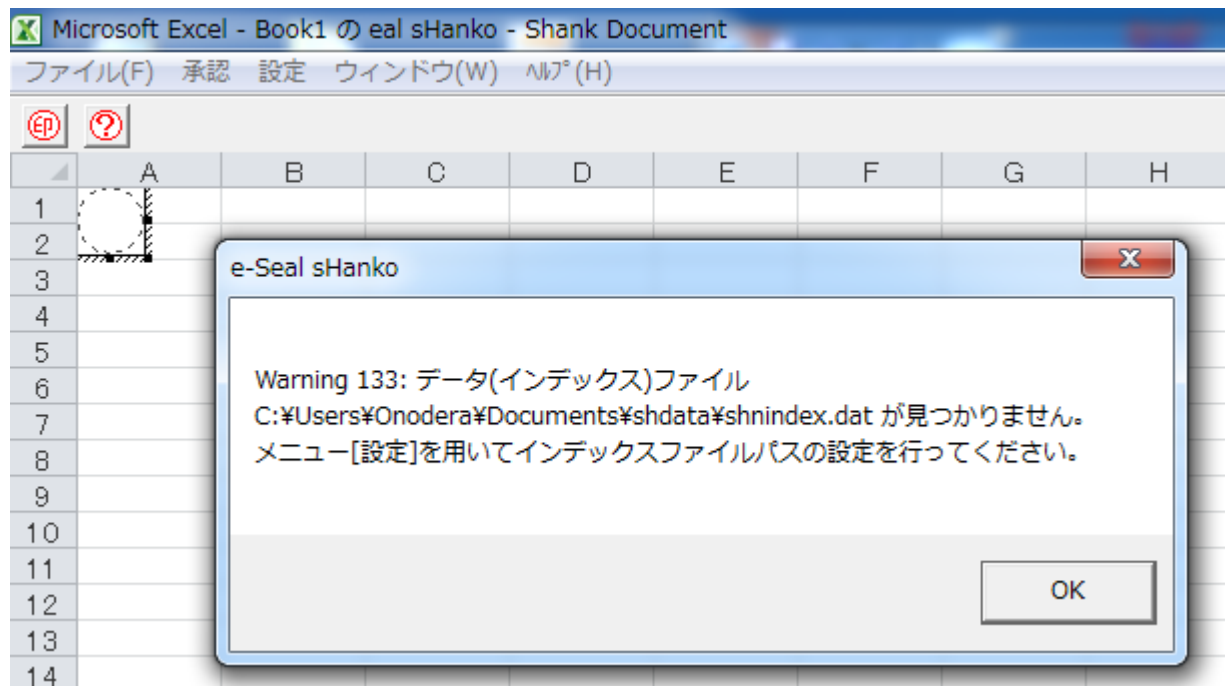 Microsoft Excel - Book1 の eal sHanko - Shank Document
ファイル(F) 承認 設定 ウィンドウ(W) ﾍﾙﾌﾟ(H)
印 ?
A B C D E F G H
1
2
e-Seal sHanko
3
4
5
Warning 133: データ(インデックス)ファイル
6
C:¥Users¥Onodera¥Documents¥shdata¥shnindex.dat が見つかりません。
7
メニュー[設定]を用いてインデックスファイルパスの設定を行ってください。
8
9
10
11
OK
12
13
14